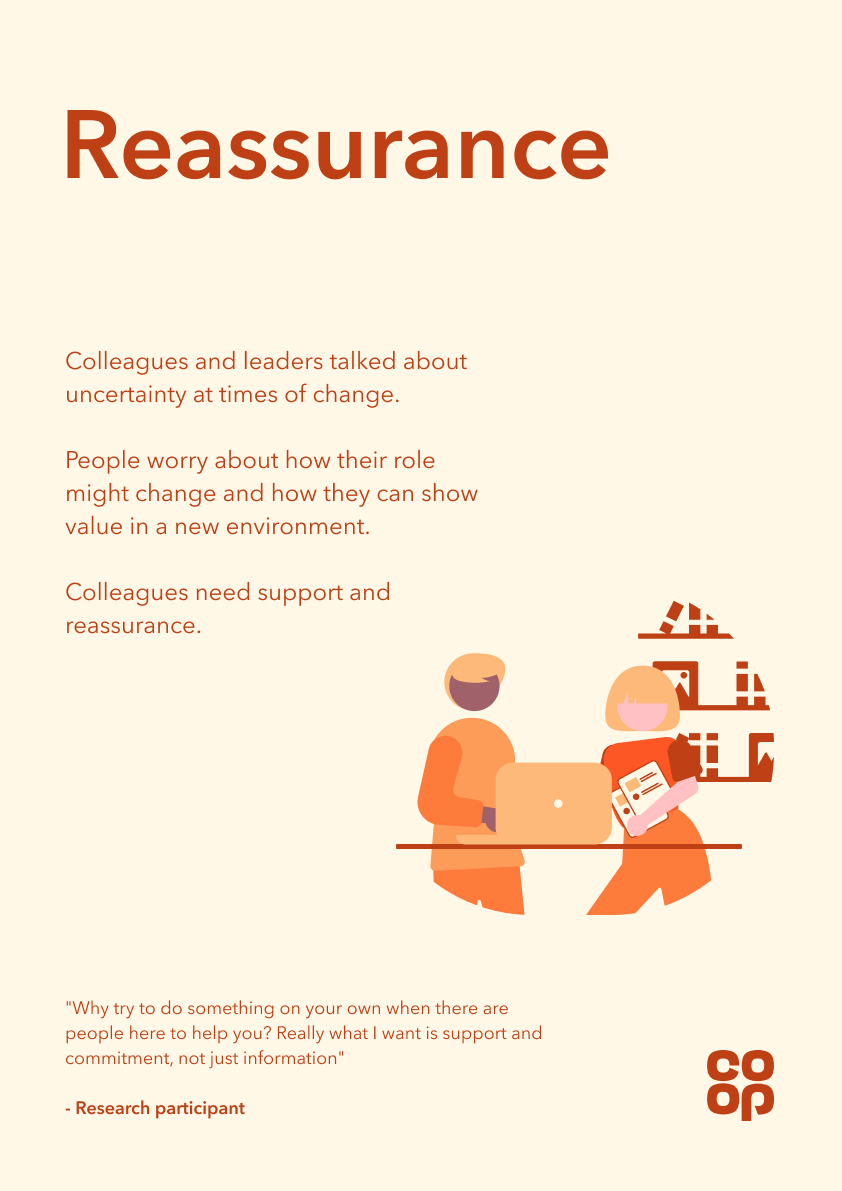 Reassurance
Colleagues and leaders talked about
uncertainty at times of change.
People worry about how their role
might change and how they can show
value in a new environment.
Colleagues need support and
reassurance.
"Why try to do something on your own when there are
people here to help you? Really what I want is support and
commitment, not just information"
- Research participant
co
op